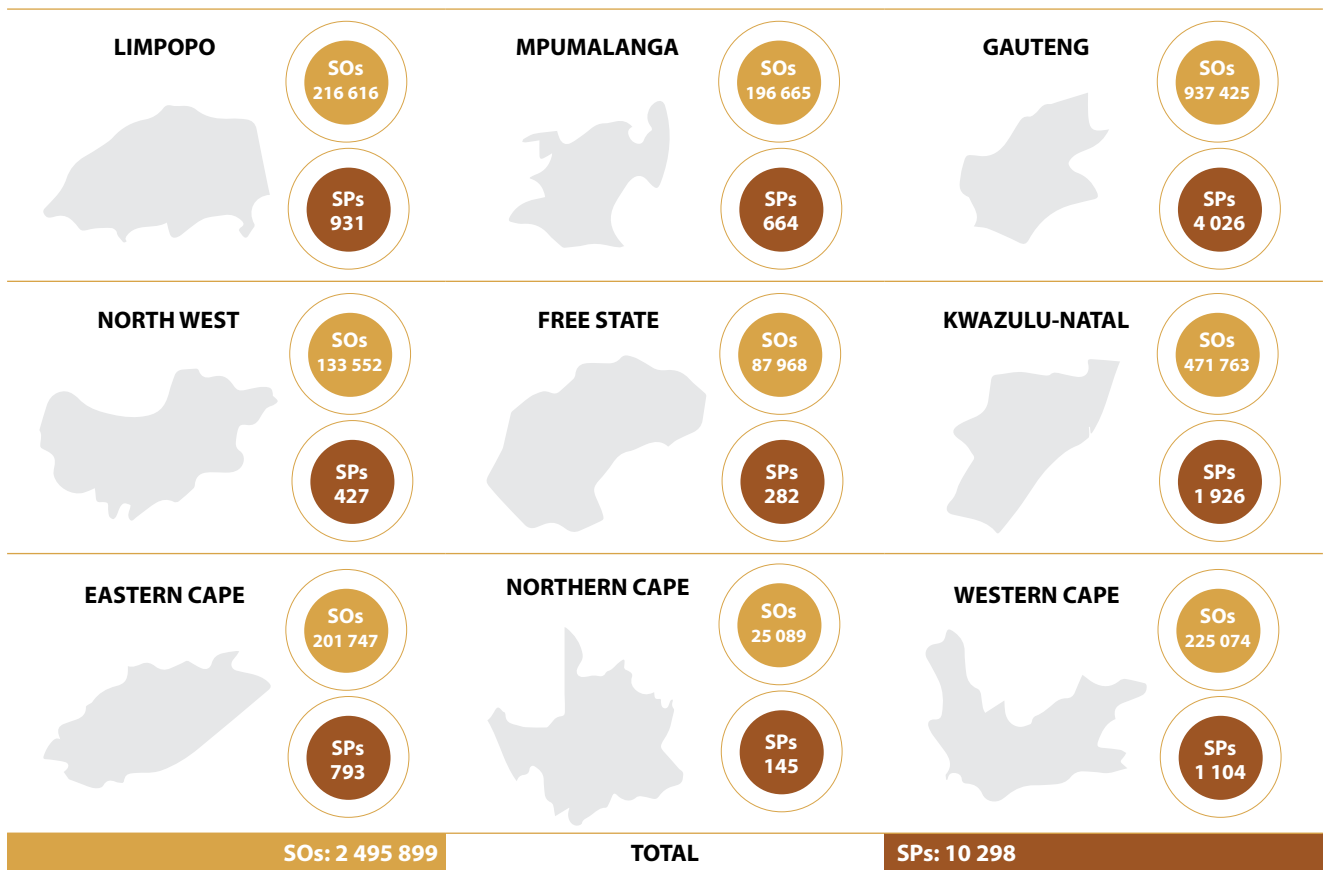 LIMPOPO
SOs
216 616
SPs
931
MPUMALANGA
SOs
196 665
SPs
664
GAUTENG
SOs
937 425
SPs
4 026
NORTH WEST
SOs
133 552
SPs
427
FREE STATE
SOs
87 968
SPs
282
KWAZULU-NATAL
SOs
471 763
SPs
1 926
EASTERN CAPE
SOs
201 747
SPs
793
NORTHERN CAPE
SOs
25 089
SPs
145
WESTERN CAPE
SOs
225 074
SPs
1 104
SOs: 2 495 899 TOTAL SPs: 10 298